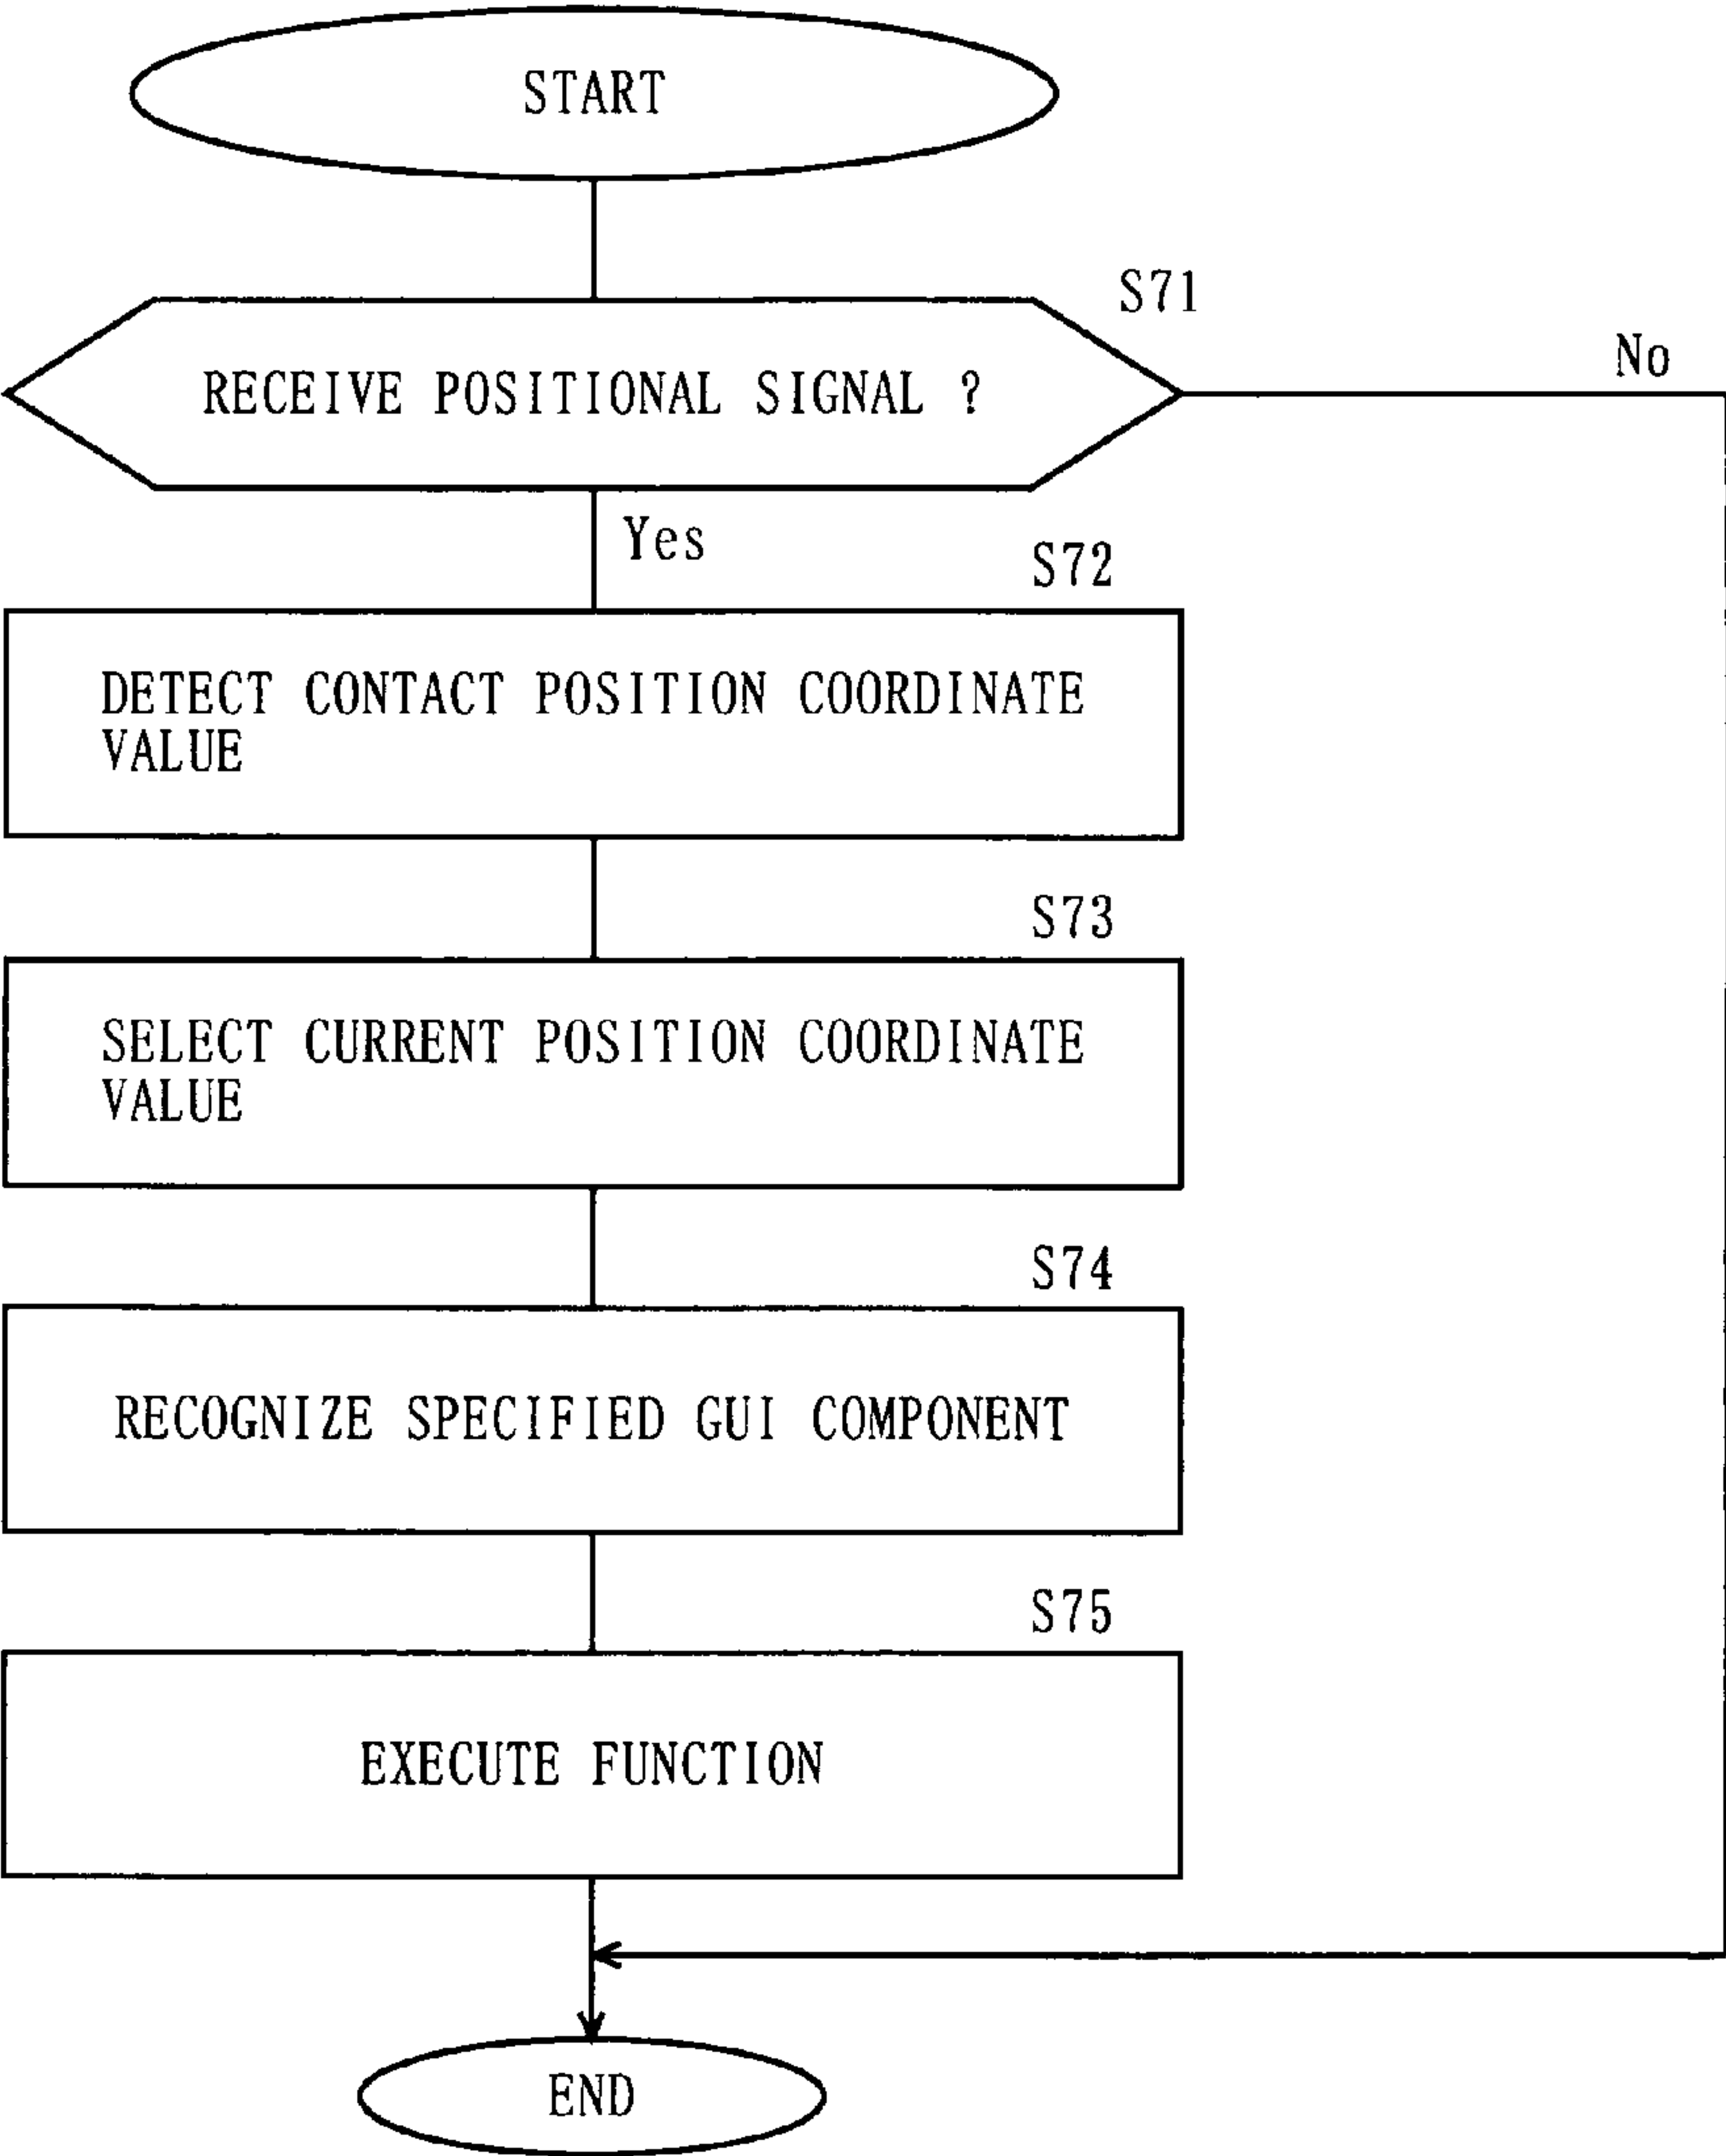 START
S71
No
RECEIVE POSITIONAL SIGNAL ?
Yes
S72
DETECT CONTACT POSITION COORDINATE
VALUE
S73
SELECT CURRENT POSITION COORDINATE
VALUE
S74
RECOGNIZE SPECIFIED GUI COMPONENT
S75
EXECUTE FUNCTION
END